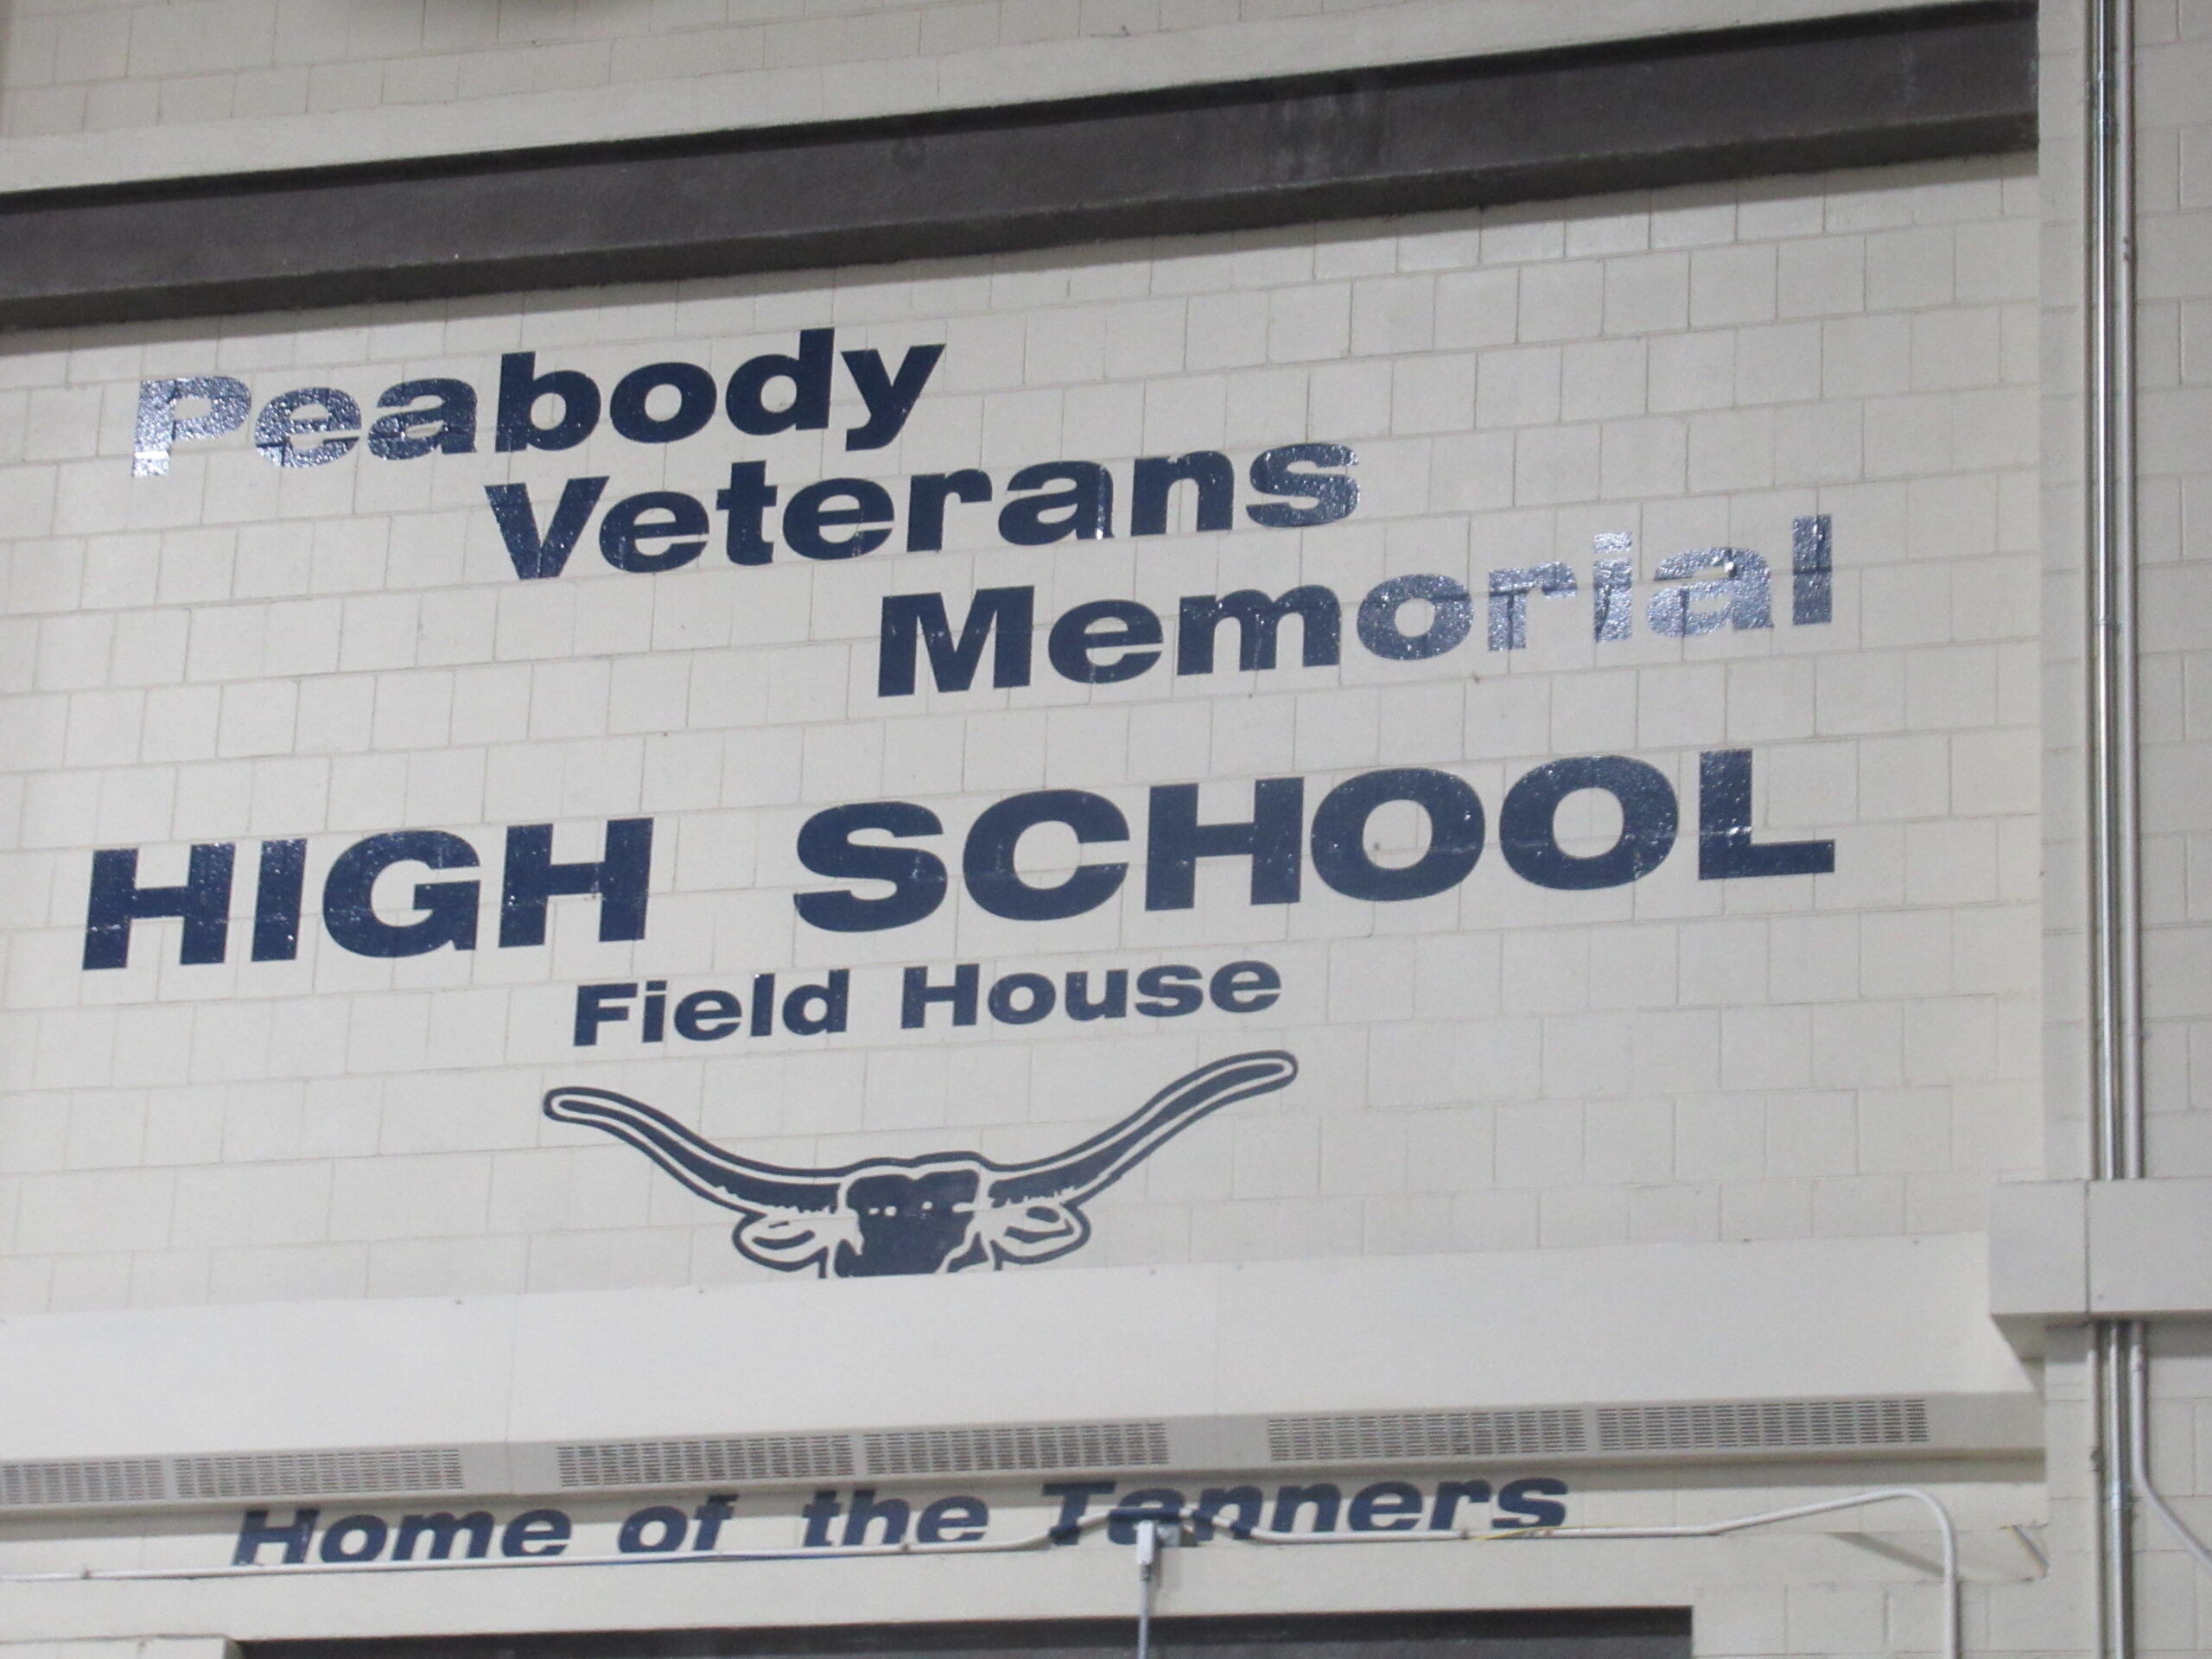 Peabody
Veterans
Memorial
HIGH SCHOOL
Field House
Home of the Tanners